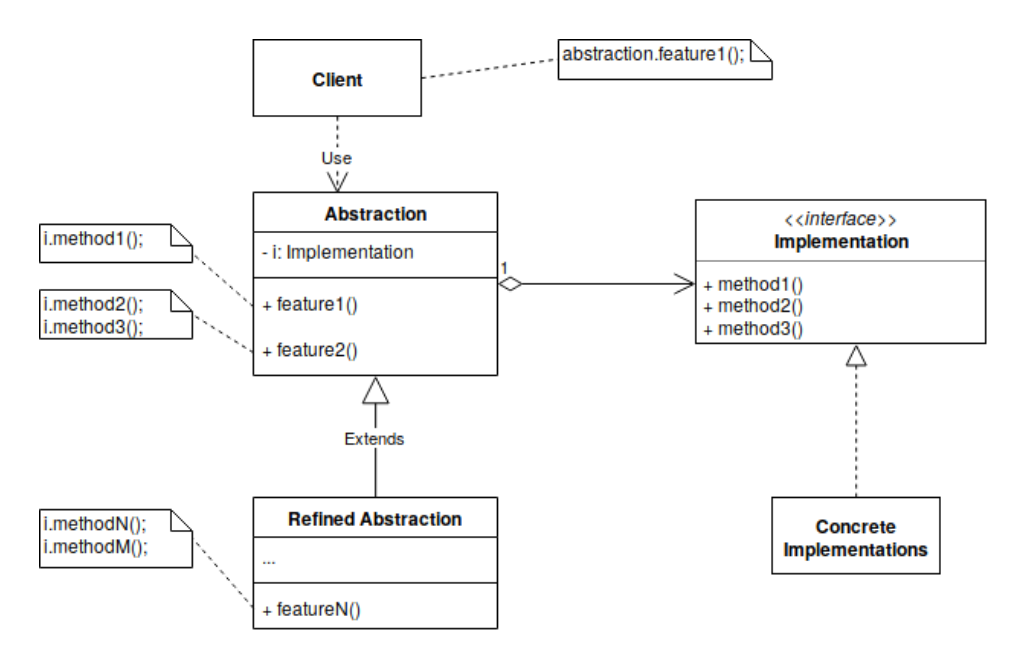 Client
abstraction.feature1();
Use
Abstraction
- i: Implementation
+ feature1()
+ feature2()
i.method1();
i.method2();
i.method3();
1
<<interface>>
Implementation
+ method1()
+ method2()
+ method3()
Extends
Refined Abstraction
...
+ featureN()
i.methodN();
i.methodM();
Concrete
Implementations